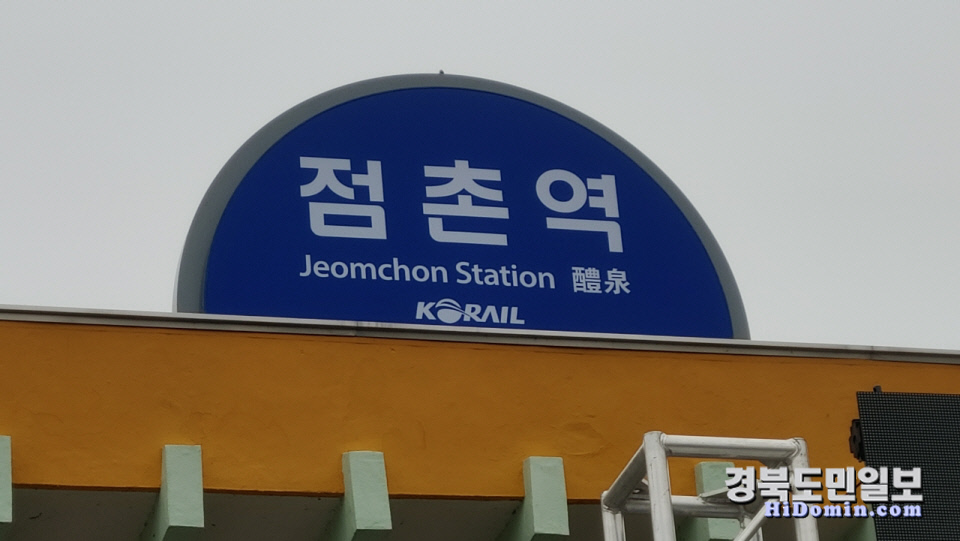 점촌역
Jeomchon Station 醴泉
KORAIL
경북도민일보
HiDomin.com